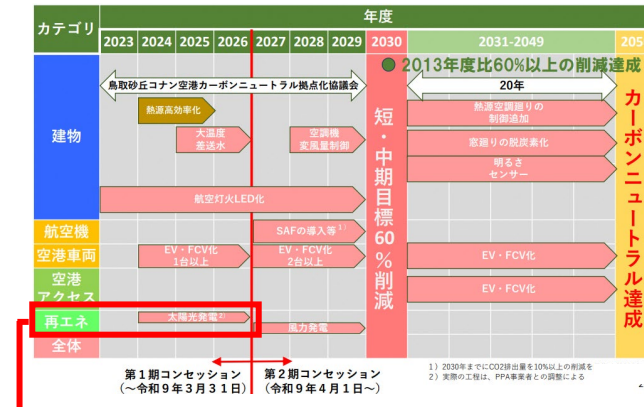 カテゴリ
年度
2023 2024 2025 2026 2027 2028 2029 2030 2031-2049
● 2013年度比60%以上の削減達成
鳥取砂丘コナン空港カーボンニュートラル拠点化協議会
20年
建物
熱源高効率化
大温度
差送水
空調機
変風量制御
航空灯火LED化
熱源空調廻りの
制御追加
窓廻りの脱炭素化
明るさ
センサー
短・中期目標60%削減
カーボンニュートラル達成
航空機
SAFの導入等1)
空港車両
EV・FCV化
1台以上
EV・FCV化
2台以上
EV・FCV化
空港
アクセス
EV・FCV化
再エネ
太陽光発電2)
風力発電
全体
第1期コンセッション
(~令和9年3月31日)
第2期コンセッション
(令和9年4月1日~)
1)2030年までにCO2排出量を10%以上の削減を
2)実際の工程は、PPA事業者との調整による